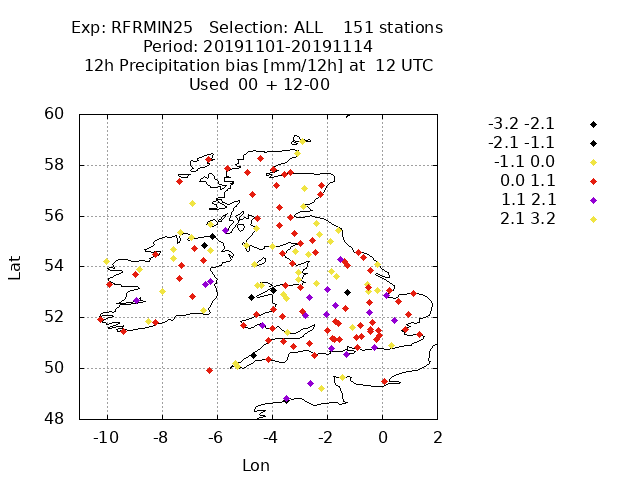 Exp: RFRMIN25 Selection: ALL 151 stations
Period: 20191101-20191114
12h Precipitation bias [mm/12h] at 12 UTC
Used 00 + 12-00
-3.2 -2.1
-2.1 -1.1
-1.1 0.0
0.0 1.1
1.1 2.1
2.1 3.2
Lat
60
58
56
54
52
50
48
-10 -8 -6 -4 -2 0 2
Lon